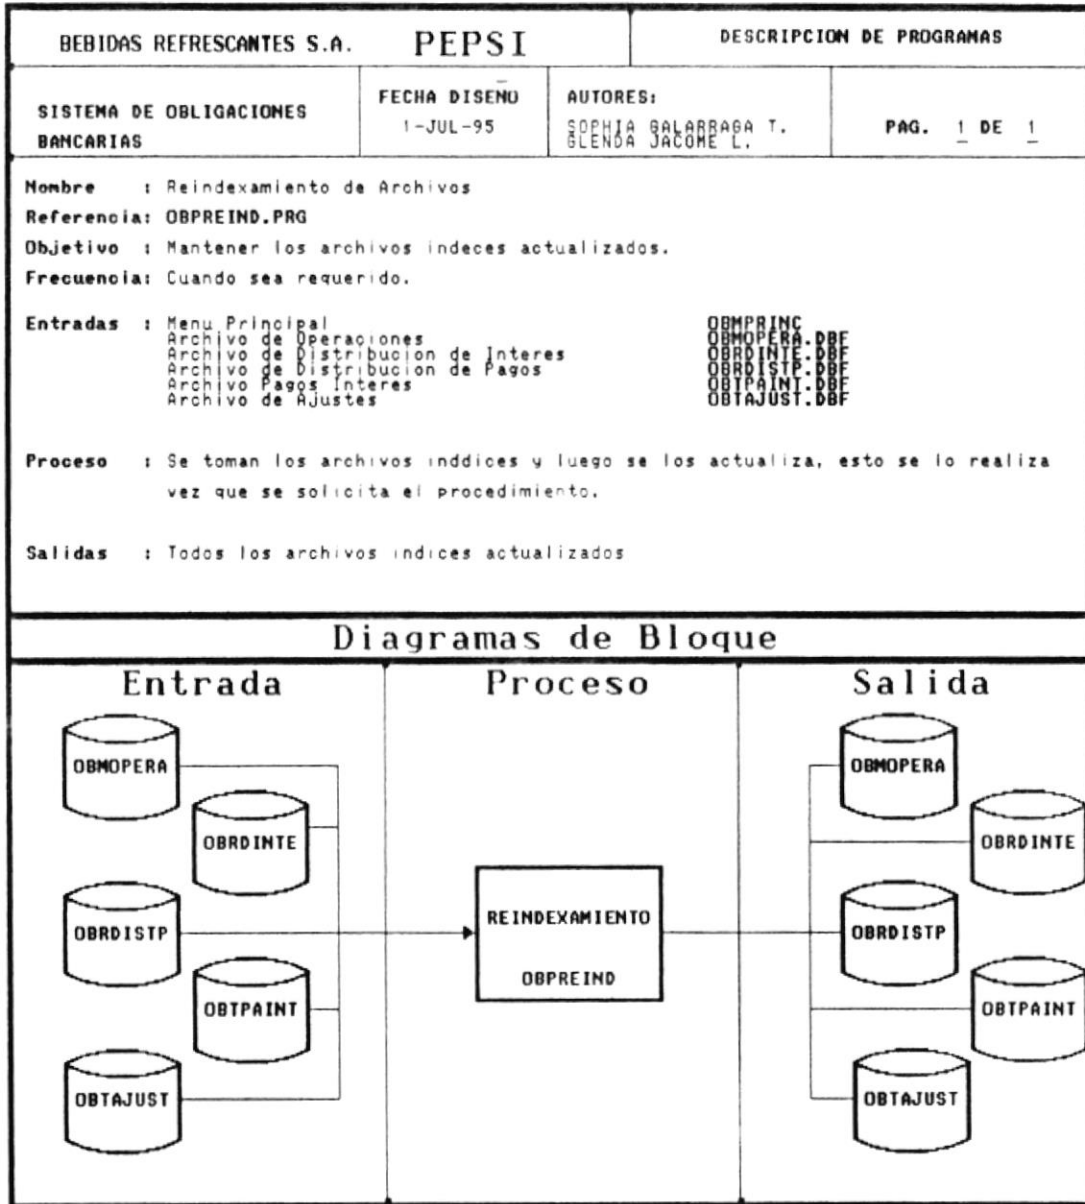 BEBIDAS REFRESCANTES S.A. PEPSI
DESCRIPCION DE PROGRAMAS
SISTEMA DE OBLIGACIONES
BANCARIAS
FECHA DISEÑO
1-JUL-95
AUTORES:
SOPHIA GALARRAGA T.
GLENDA JACOME L.
PAG. 1 DE 1
Nombre : Reindexamiento de Archivos
Referencia: OBPREIND.PRG
Objetivo : Mantener los archivos indeces actualizados.
Frecuencia: Cuando sea requerido.
Entradas : Menu Principal OBMPRINC
Archivo de Operaciones OBMOPERA.DBF
Archivo de Distribucion de Interes OBRDINTE.DBF
Archivo de Distribucion de Pagos OBRDISTP.DBF
Archivo Pagos Interes OBTPAINT.DBF
Archivo de Ajustes OBTAJUST.DBF
Proceso : Se toman los archivos inddices y luego se los actualiza, esto se lo realiza
vez que se solicita el procedimiento.
Salidas : Todos los archivos indices actualizados
Diagramas de Bloque
Entrada
Proceso
Salida
OBMOPERA
OBRDINTE
OBRDISTP
OBTPAINT
OBTAJUST
REINDEXAMIENTO
OBPREIND
OBMOPERA
OBRDINTE
OBRDISTP
OBTPAINT
OBTAJUST